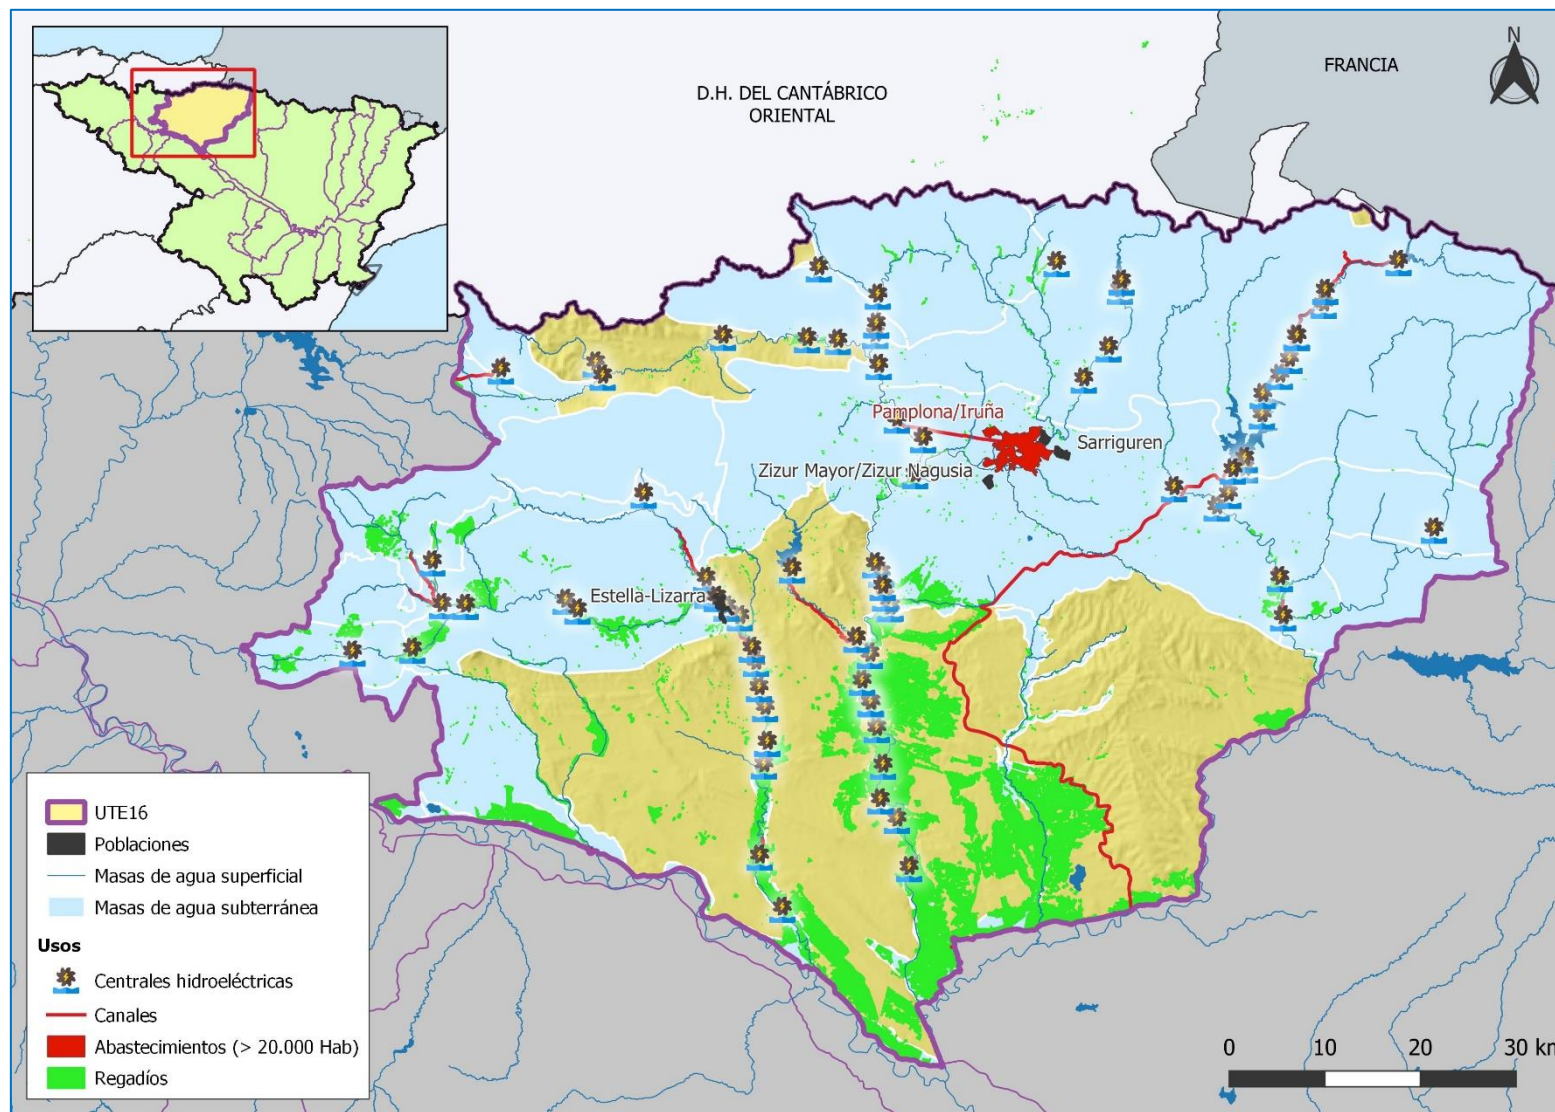 D.H. DEL CANTÁBRICO
ORIENTAL
FRANCIA
N
Pamplona/Iruña
Sarriguren
Zizur Mayor/Zizur Nagusia
Estella-Lizarra
UTE16
Poblaciones
Masas de agua superficial
Masas de agua subterránea
Usos
Centrales hidroeléctricas
Canales
Abastecimientos (> 20.000 Hab)
Regadíos
0 10 20 30 km